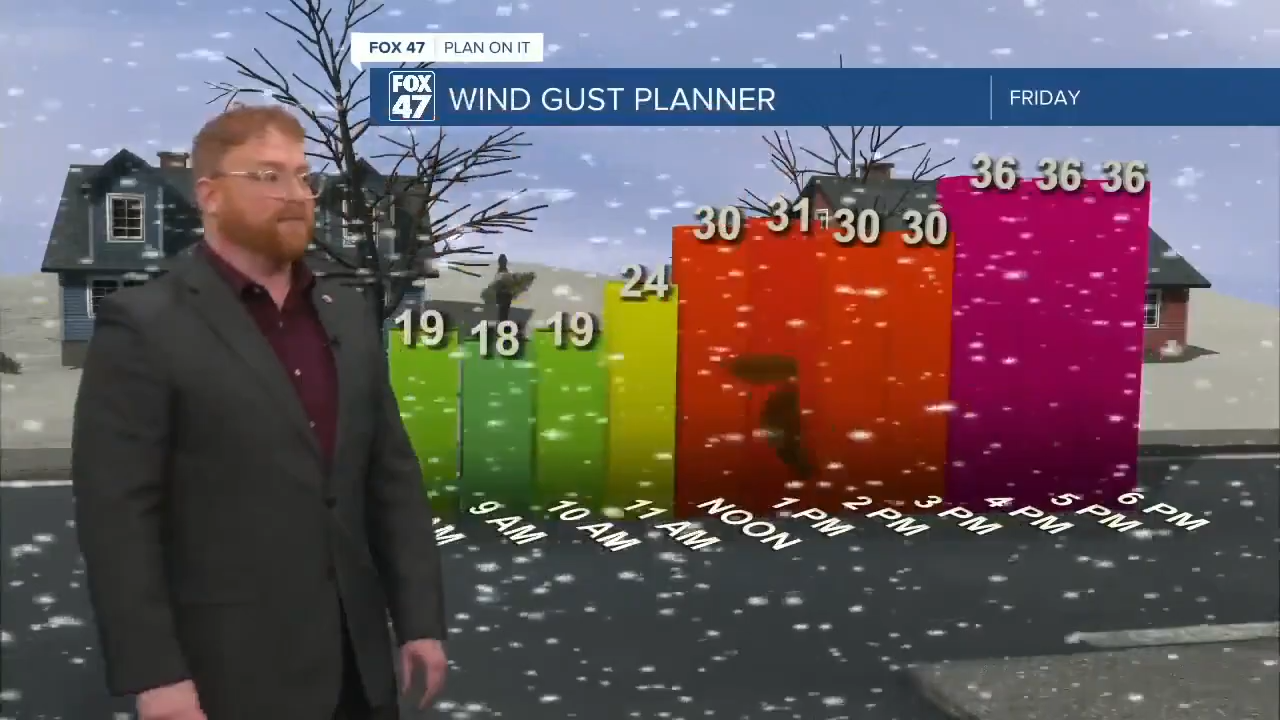 FOX 47 PLAN ON IT
FOX
47
WIND GUST PLANNER
FRIDAY
19
18
19
24
30
31
30
30
36
36
36
AM
9 AM
10 AM
11 AM
NOON
1 PM
2 PM
3 PM
4 PM
5 PM
6 PM